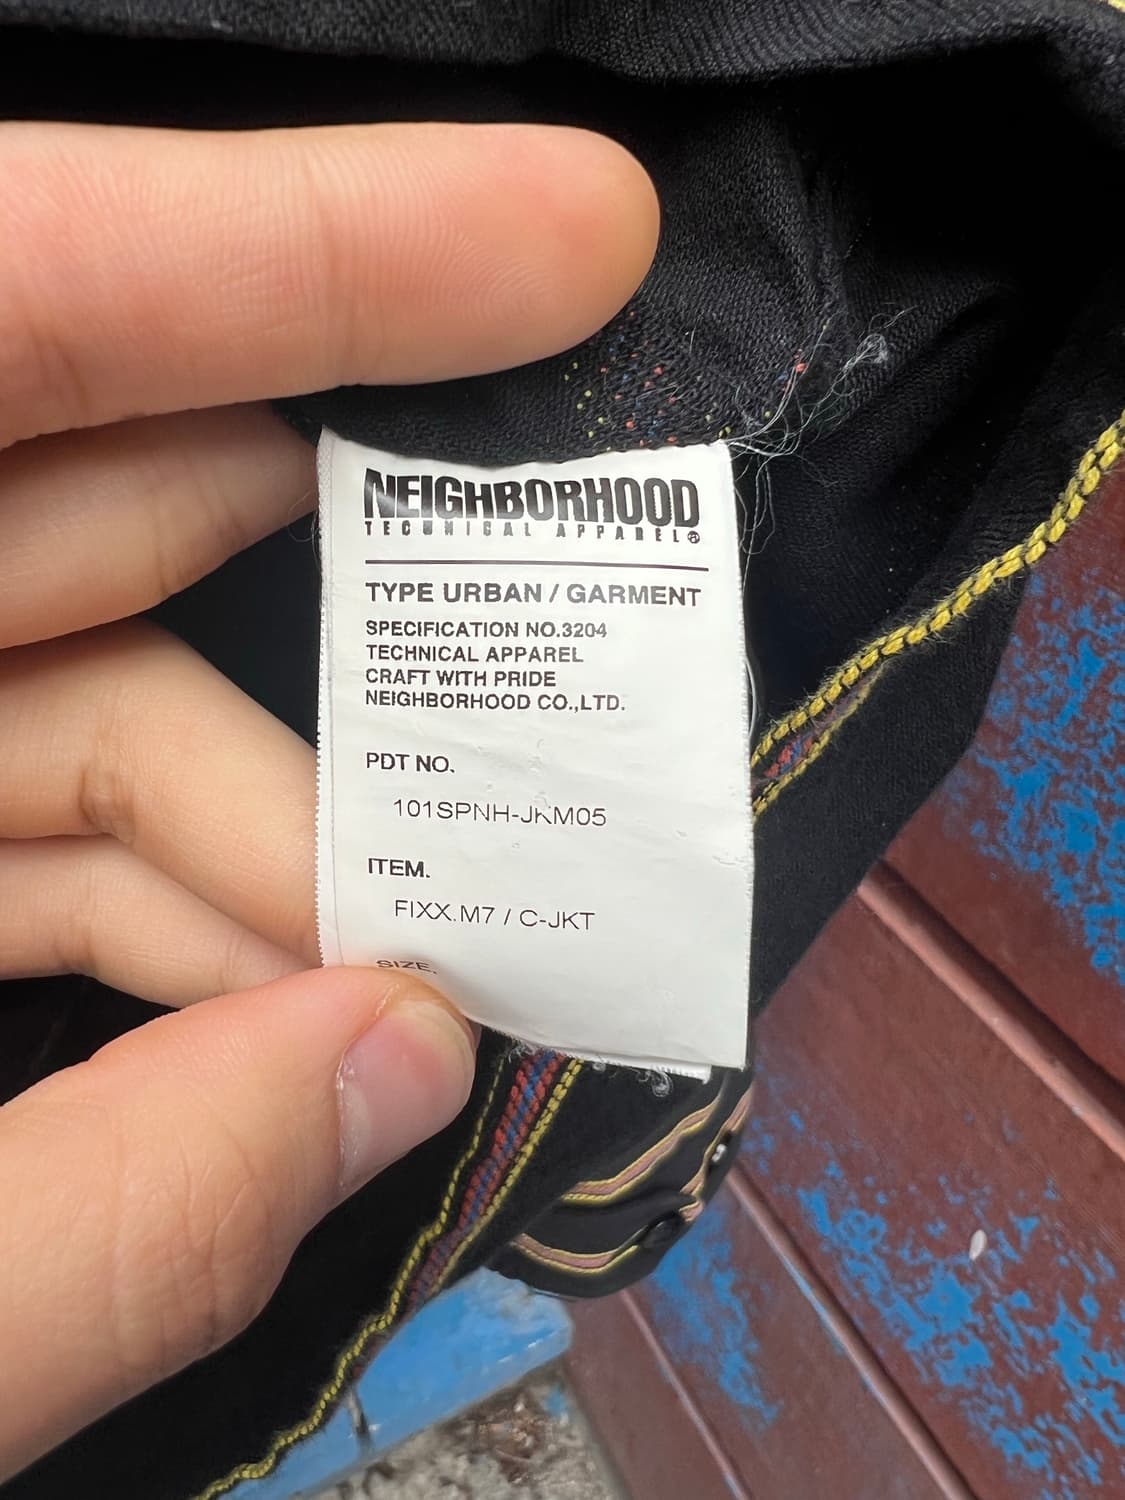 NEIGHBORHOOD
TECHNICAL APPAREL®
TYPE URBAN / GARMENT
SPECIFICATION NO.3204
TECHNICAL APPAREL
CRAFT WITH PRIDE
NEIGHBORHOOD CO.,LTD.
PDT NO.
101SPNH-JKM05
ITEM.
FIXX.M7 / C-JKT
SIZE.